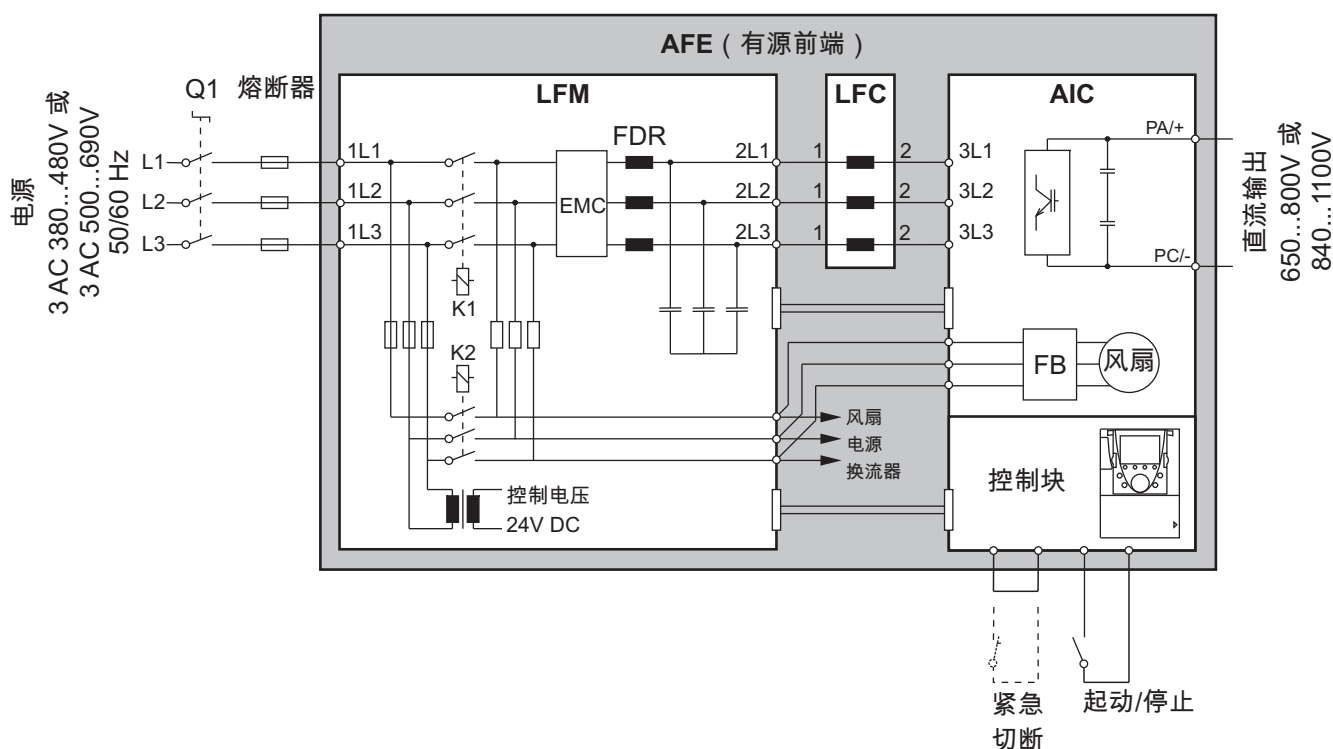 AFE ( 有源前端 )
Q1
熔断器
LFM
LFC
AIC
电源
3 AC 380...480V 或
3 AC 500...690V
50/60 Hz
L1
L2
L3
1L1
1L2
1L3
K1
EMC
FDR
2L1
2L2
2L3
1
1
1
2
2
2
3L1
3L2
3L3
PA/+
PC/-
直流输出
650...800V 或
840...1100V
K2
FB
风扇
风扇
电源
换流器
控制电压
24V DC
控制块
紧急
切断
起动/停止